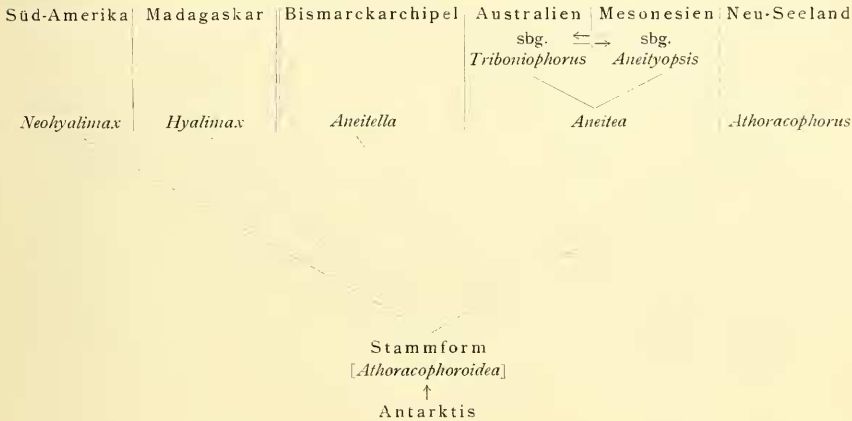 Süd-Amerika Madagaskar Bismarckarchipel Australien Mesonesien Neu-Seeland
sbg. ⇆ sbg.
Triboniophorus Aneityopsis
Neohyalimax Hyalimax Aneitella Aneitea Athoracophorus
Stammform
[Athoracophoroidea]
↑
Antarktis